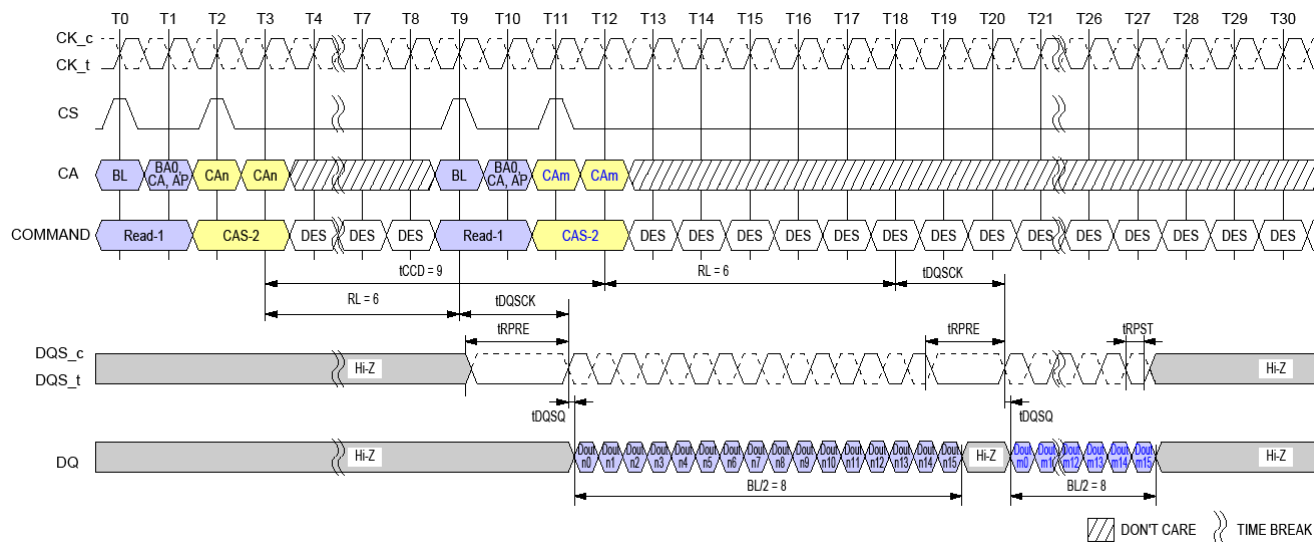 T0 T1 T2 T3 T4 T7 T8 T9 T10 T11 T12 T13 T14 T15 T16 T17 T18 T19 T20 T21 T26 T27 T28 T29 T30
CK_c
CK_t
CS
CA BL BA0, CA, AP CAn CAn BL BA0, CA, AP CAm CAm
COMMAND Read-1 CAS-2 DES DES DES Read-1 CAS-2 DES DES DES DES DES DES DES DES DES DES DES DES DES DES
tCCD = 9 RL = 6 tDQSCK
RL = 6 tDQSCK
tRPRE tRPRE tRPST
DQS_c
DQS_t Hi-Z Hi-Z
tDQSQ tDQSQ
DQ Hi-Z Dout n0 Dout n1 Dout n2 Dout n3 Dout n4 Dout n5 Dout n6 Dout n7 Dout n8 Dout n9 Dout n10 Dout n11 Dout n12 Dout n13 Dout n14 Dout n15 Hi-Z Dout m0 Dout m1 Dout m12 Dout m13 Dout m14 Dout m15 Hi-Z
BL/2 = 8 BL/2 = 8
DON'T CARE TIME BREAK